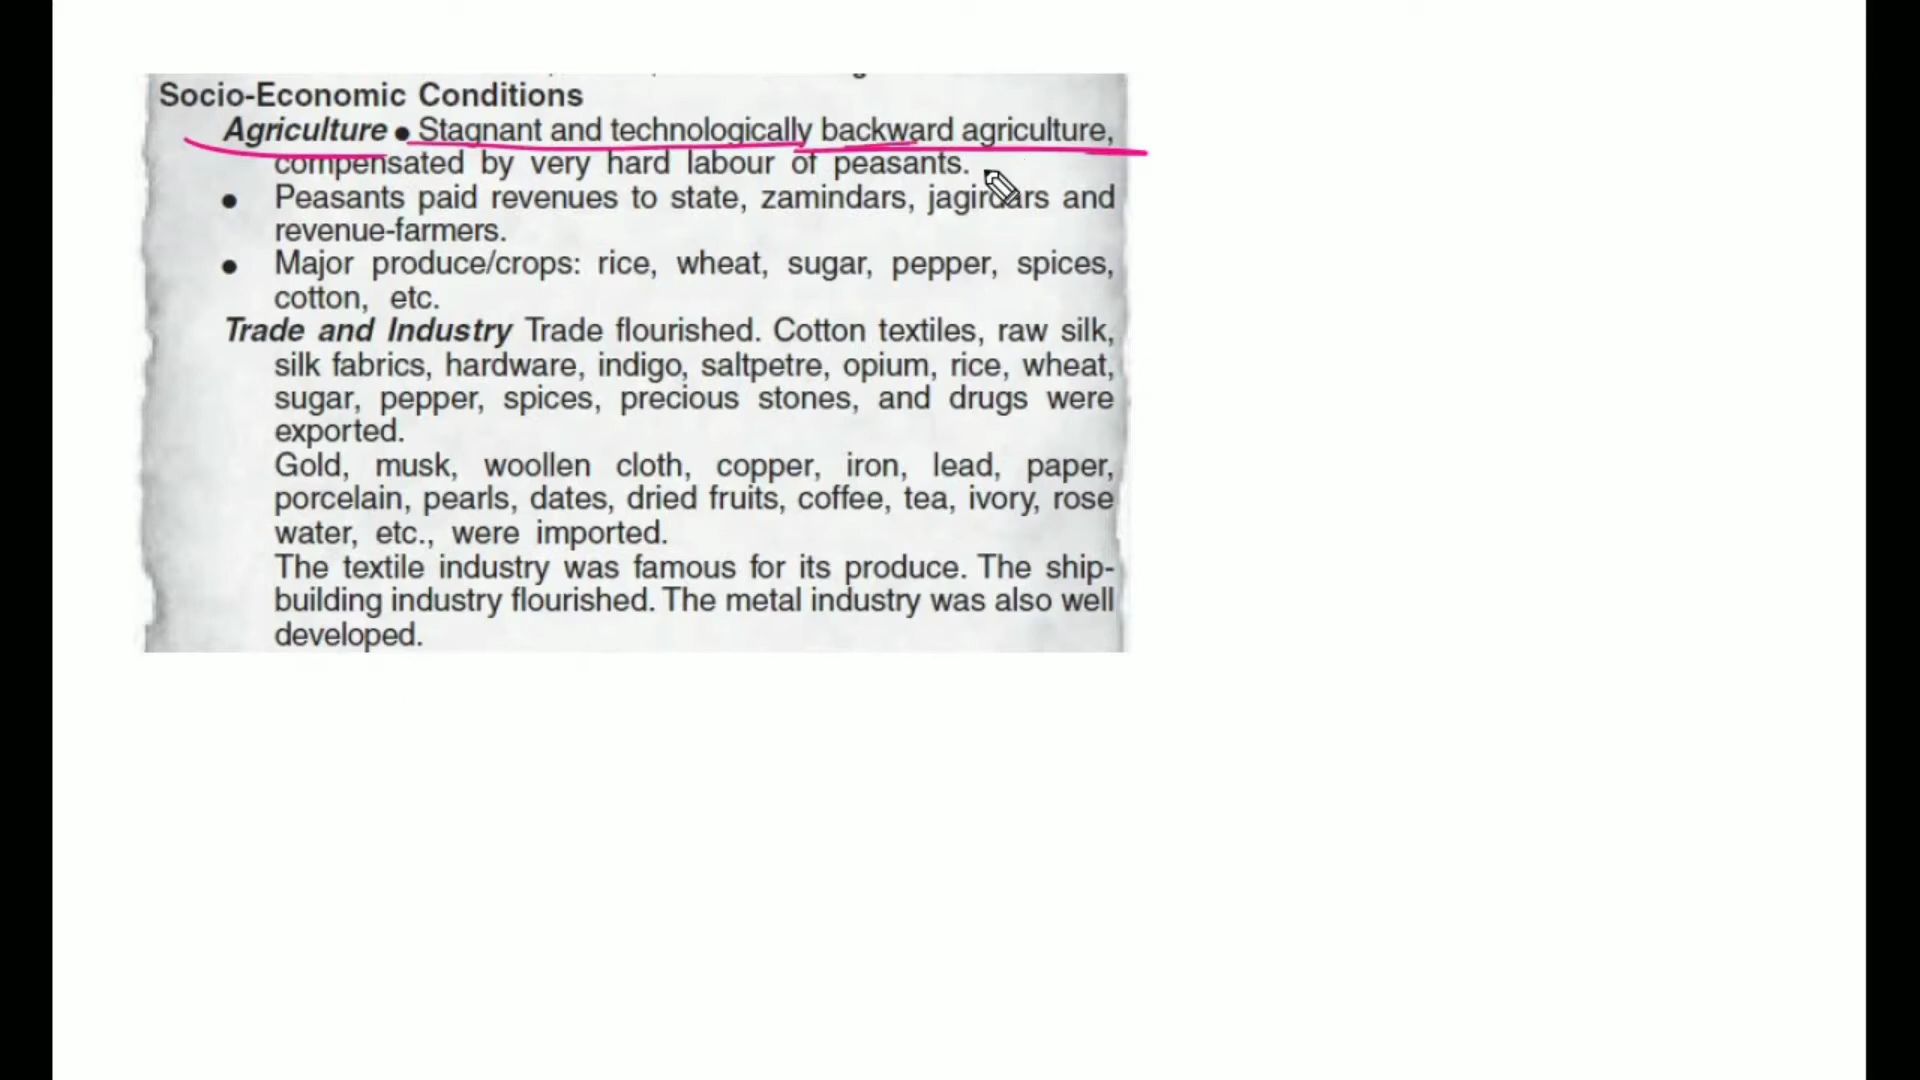 Socio-Economic Conditions
Agriculture ● Stagnant and technologically backward agriculture,
compensated by very hard labour of peasants.
● Peasants paid revenues to state, zamindars, jagirdars and
revenue-farmers.
● Major produce/crops: rice, wheat, sugar, pepper, spices,
cotton, etc.
Trade and Industry Trade flourished. Cotton textiles, raw silk,
silk fabrics, hardware, indigo, saltpetre, opium, rice, wheat,
sugar, pepper, spices, precious stones, and drugs were
exported.
Gold, musk, woollen cloth, copper, iron, lead, paper,
porcelain, pearls, dates, dried fruits, coffee, tea, ivory, rose
water, etc., were imported.
The textile industry was famous for its produce. The ship-
building industry flourished. The metal industry was also well
developed.